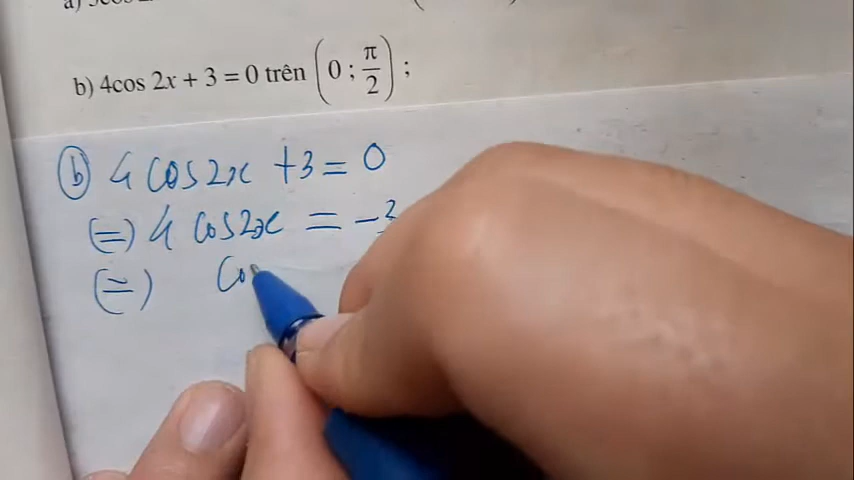 b) 4cos 2x + 3 = 0 trên (0 ; π/2) ;
ⓑ 4 cos2x + 3 = 0
(=) 4 cos2x = -3
(=) Co